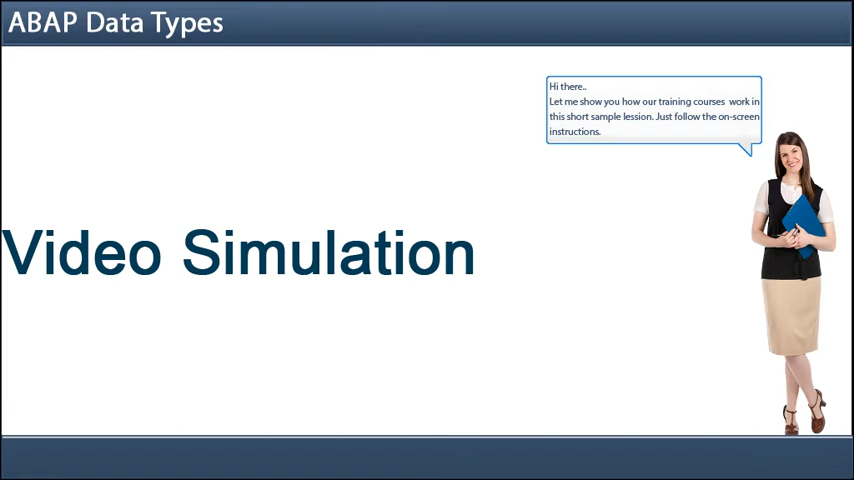 ABAP Data Types
Hi there..
Let me show you how our training courses work in
this short sample lession. Just follow the on-screen
instructions.
Video Simulation